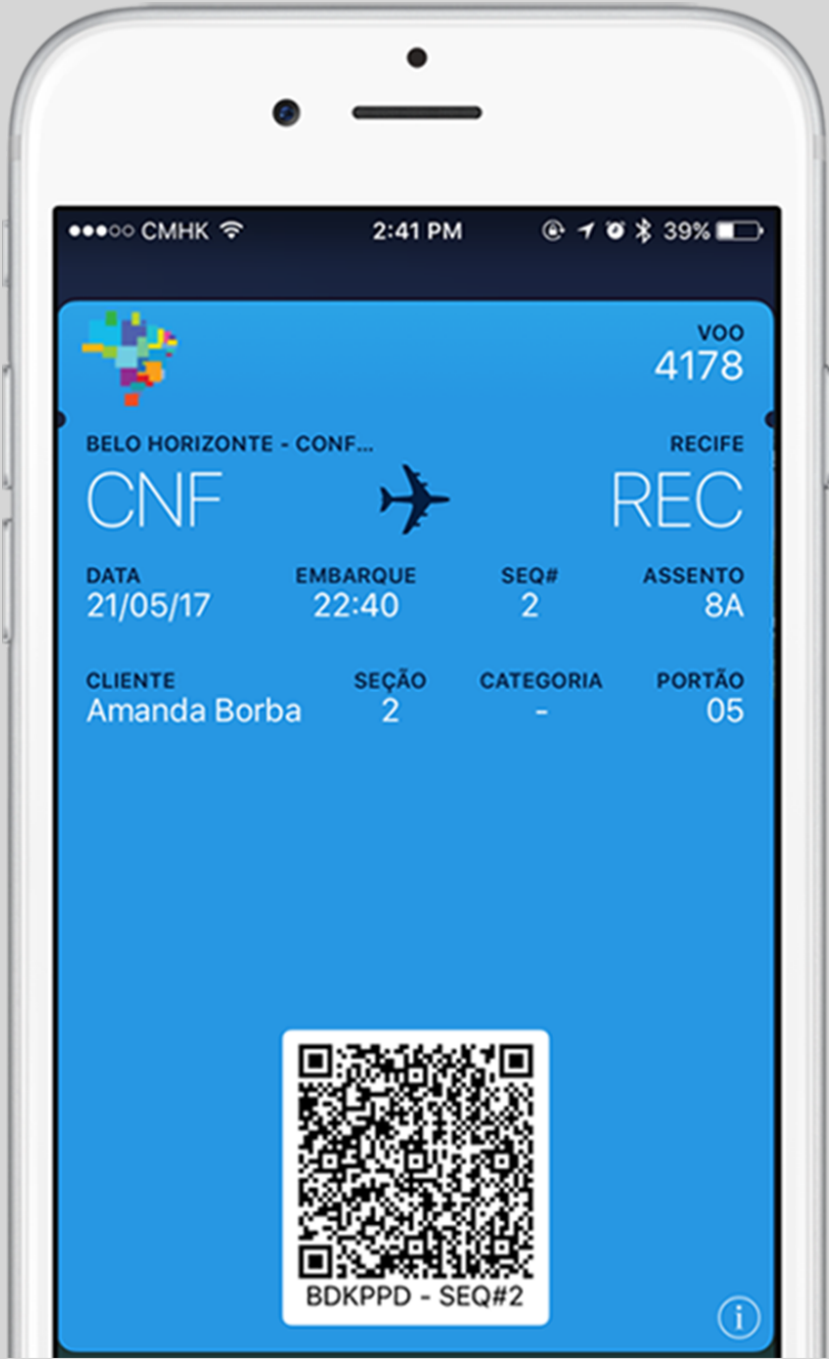 CMHK 2:41 PM 39%
VOO
4178
BELO HORIZONTE - CONF... RECIFE
CNF REC
DATA EMBARQUE SEQ# ASSENTO
21/05/17 22:40 2 8A
CLIENTE SEÇÃO CATEGORIA PORTÃO
Amanda Borba 2 - 05
BDKPPD - SEQ#2